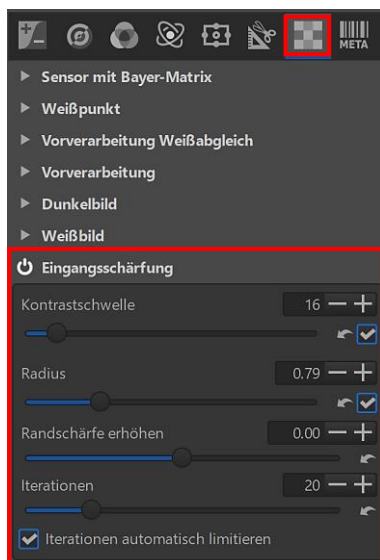 META
Sensor mit Bayer-Matrix
Weißpunkt
Vorverarbeitung Weißabgleich
Vorverarbeitung
Dunkelbild
Weißbild
Eingangsschärfung
Kontrastschwelle 16
Radius 0.79
Randschärfe erhöhen 0.00
Iterationen 20
Iterationen automatisch limitieren